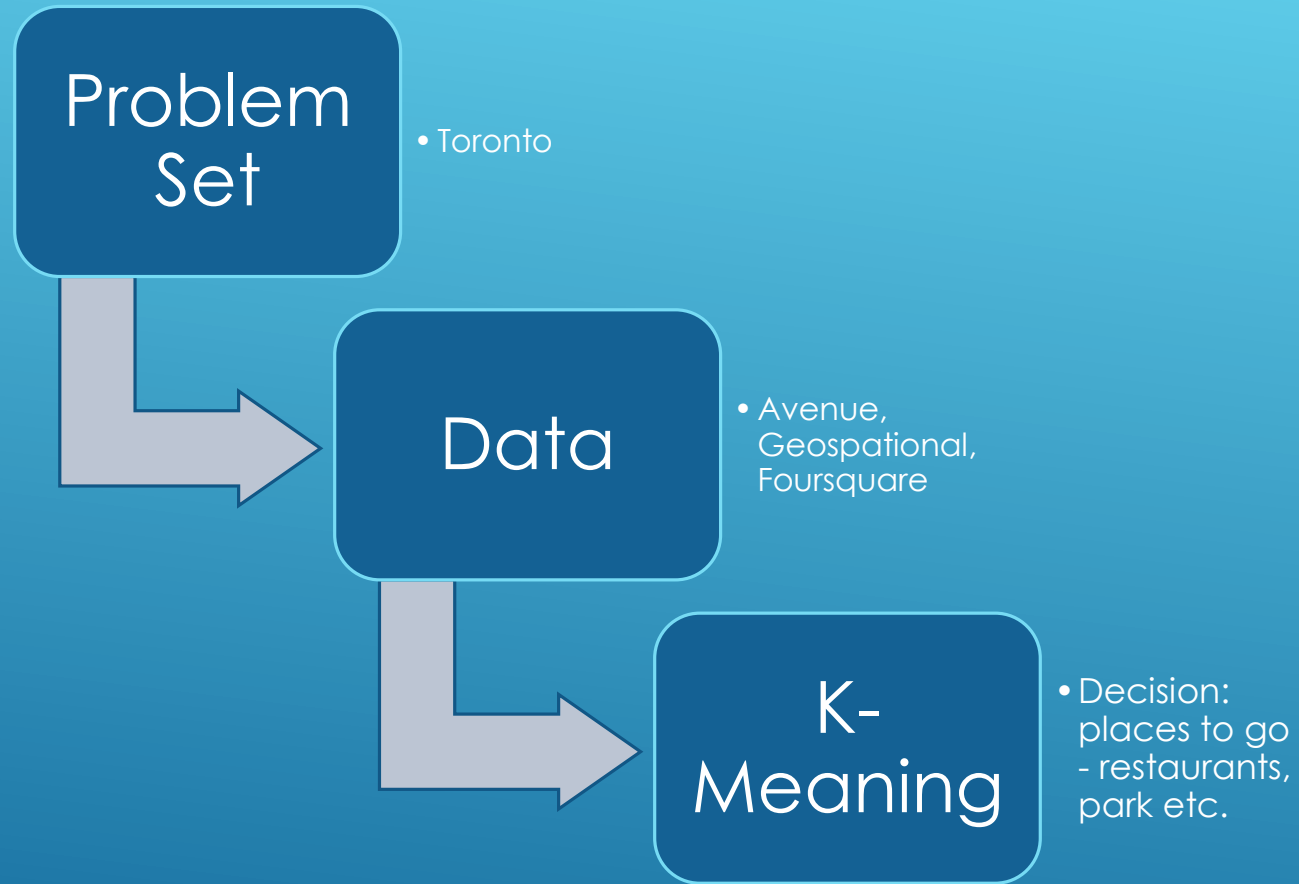 Problem
Set
• Toronto
Data
• Avenue,
Geospational,
Foursquare
K-
Meaning
• Decision:
places to go
- restaurants,
park etc.